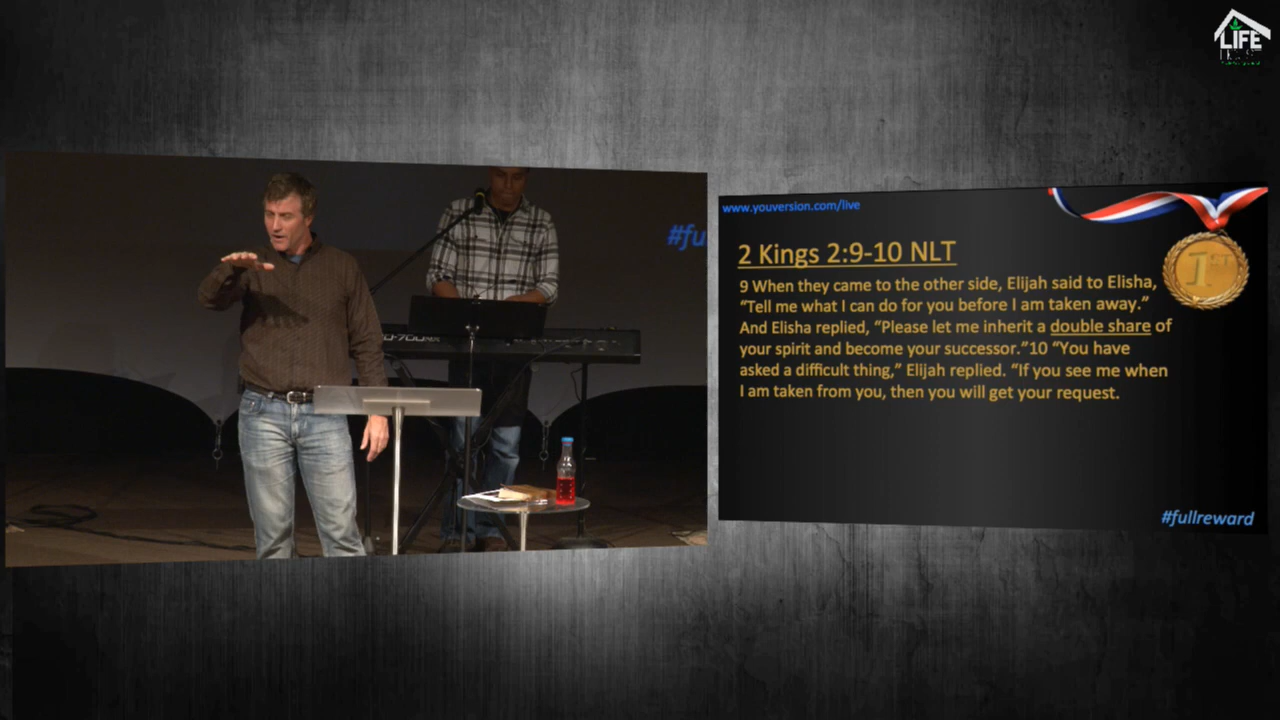 LIFE
#fu
www.youversion.com/live
2 Kings 2:9-10 NLT
9 When they came to the other side, Elijah said to Elisha,
“Tell me what I can do for you before I am taken away.”
And Elisha replied, “Please let me inherit a double share of
your spirit and become your successor.”10 “You have
asked a difficult thing,” Elijah replied. “If you see me when
I am taken from you, then you will get your request.
1ST
#fullreward